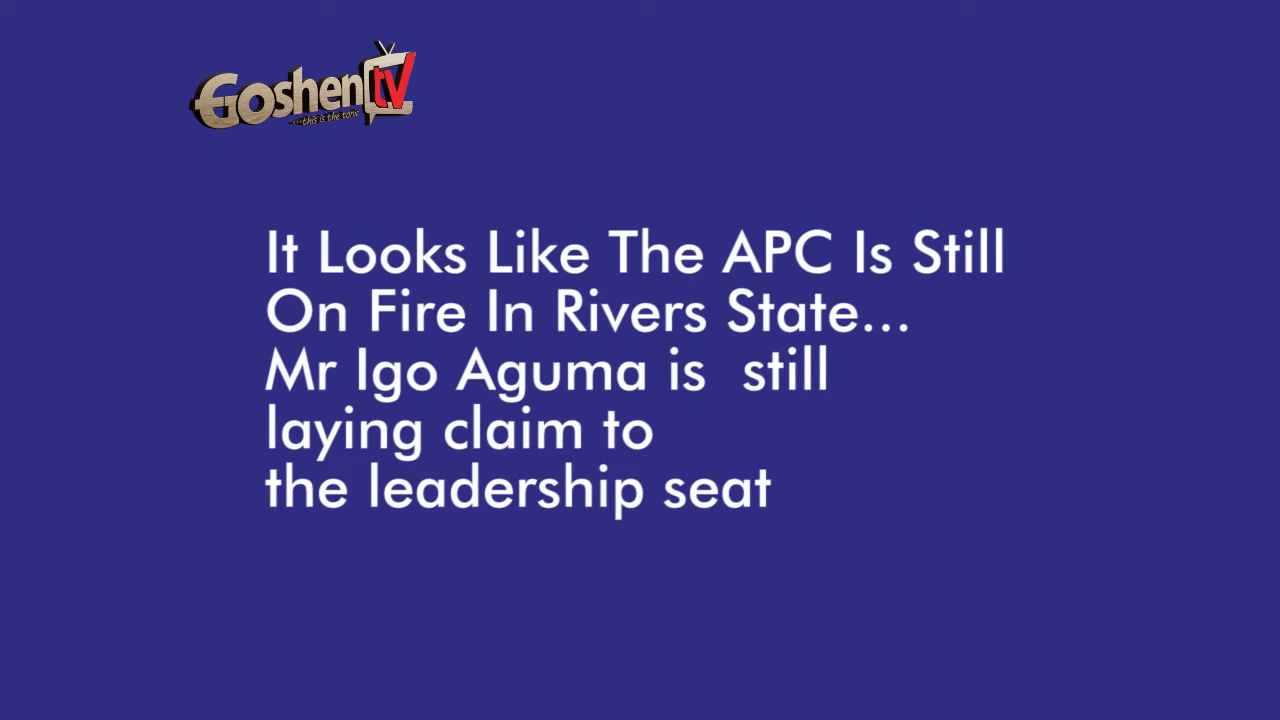 Goshen tv
...this is the tonic
It Looks Like The APC Is Still
On Fire In Rivers State...
Mr Igo Aguma is  still
laying claim to
the leadership seat